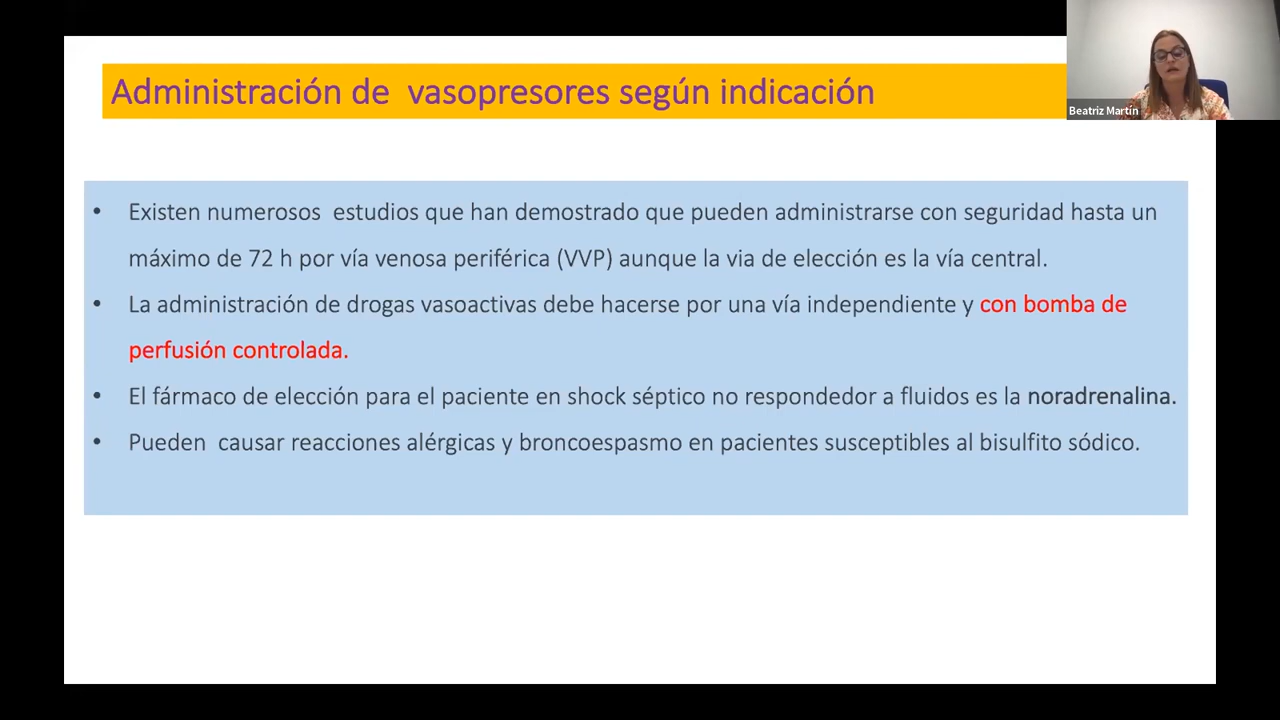 Administración de  vasopresores según indicación
Beatriz Martín
• Existen numerosos  estudios que han demostrado que pueden administrarse con seguridad hasta un
máximo de 72 h por vía venosa periférica (VVP) aunque la via de elección es la vía central.
• La administración de drogas vasoactivas debe hacerse por una vía independiente y con bomba de
perfusión controlada.
• El fármaco de elección para el paciente en shock séptico no respondedor a fluidos es la noradrenalina.
• Pueden  causar reacciones alérgicas y broncoespasmo en pacientes susceptibles al bisulfito sódico.